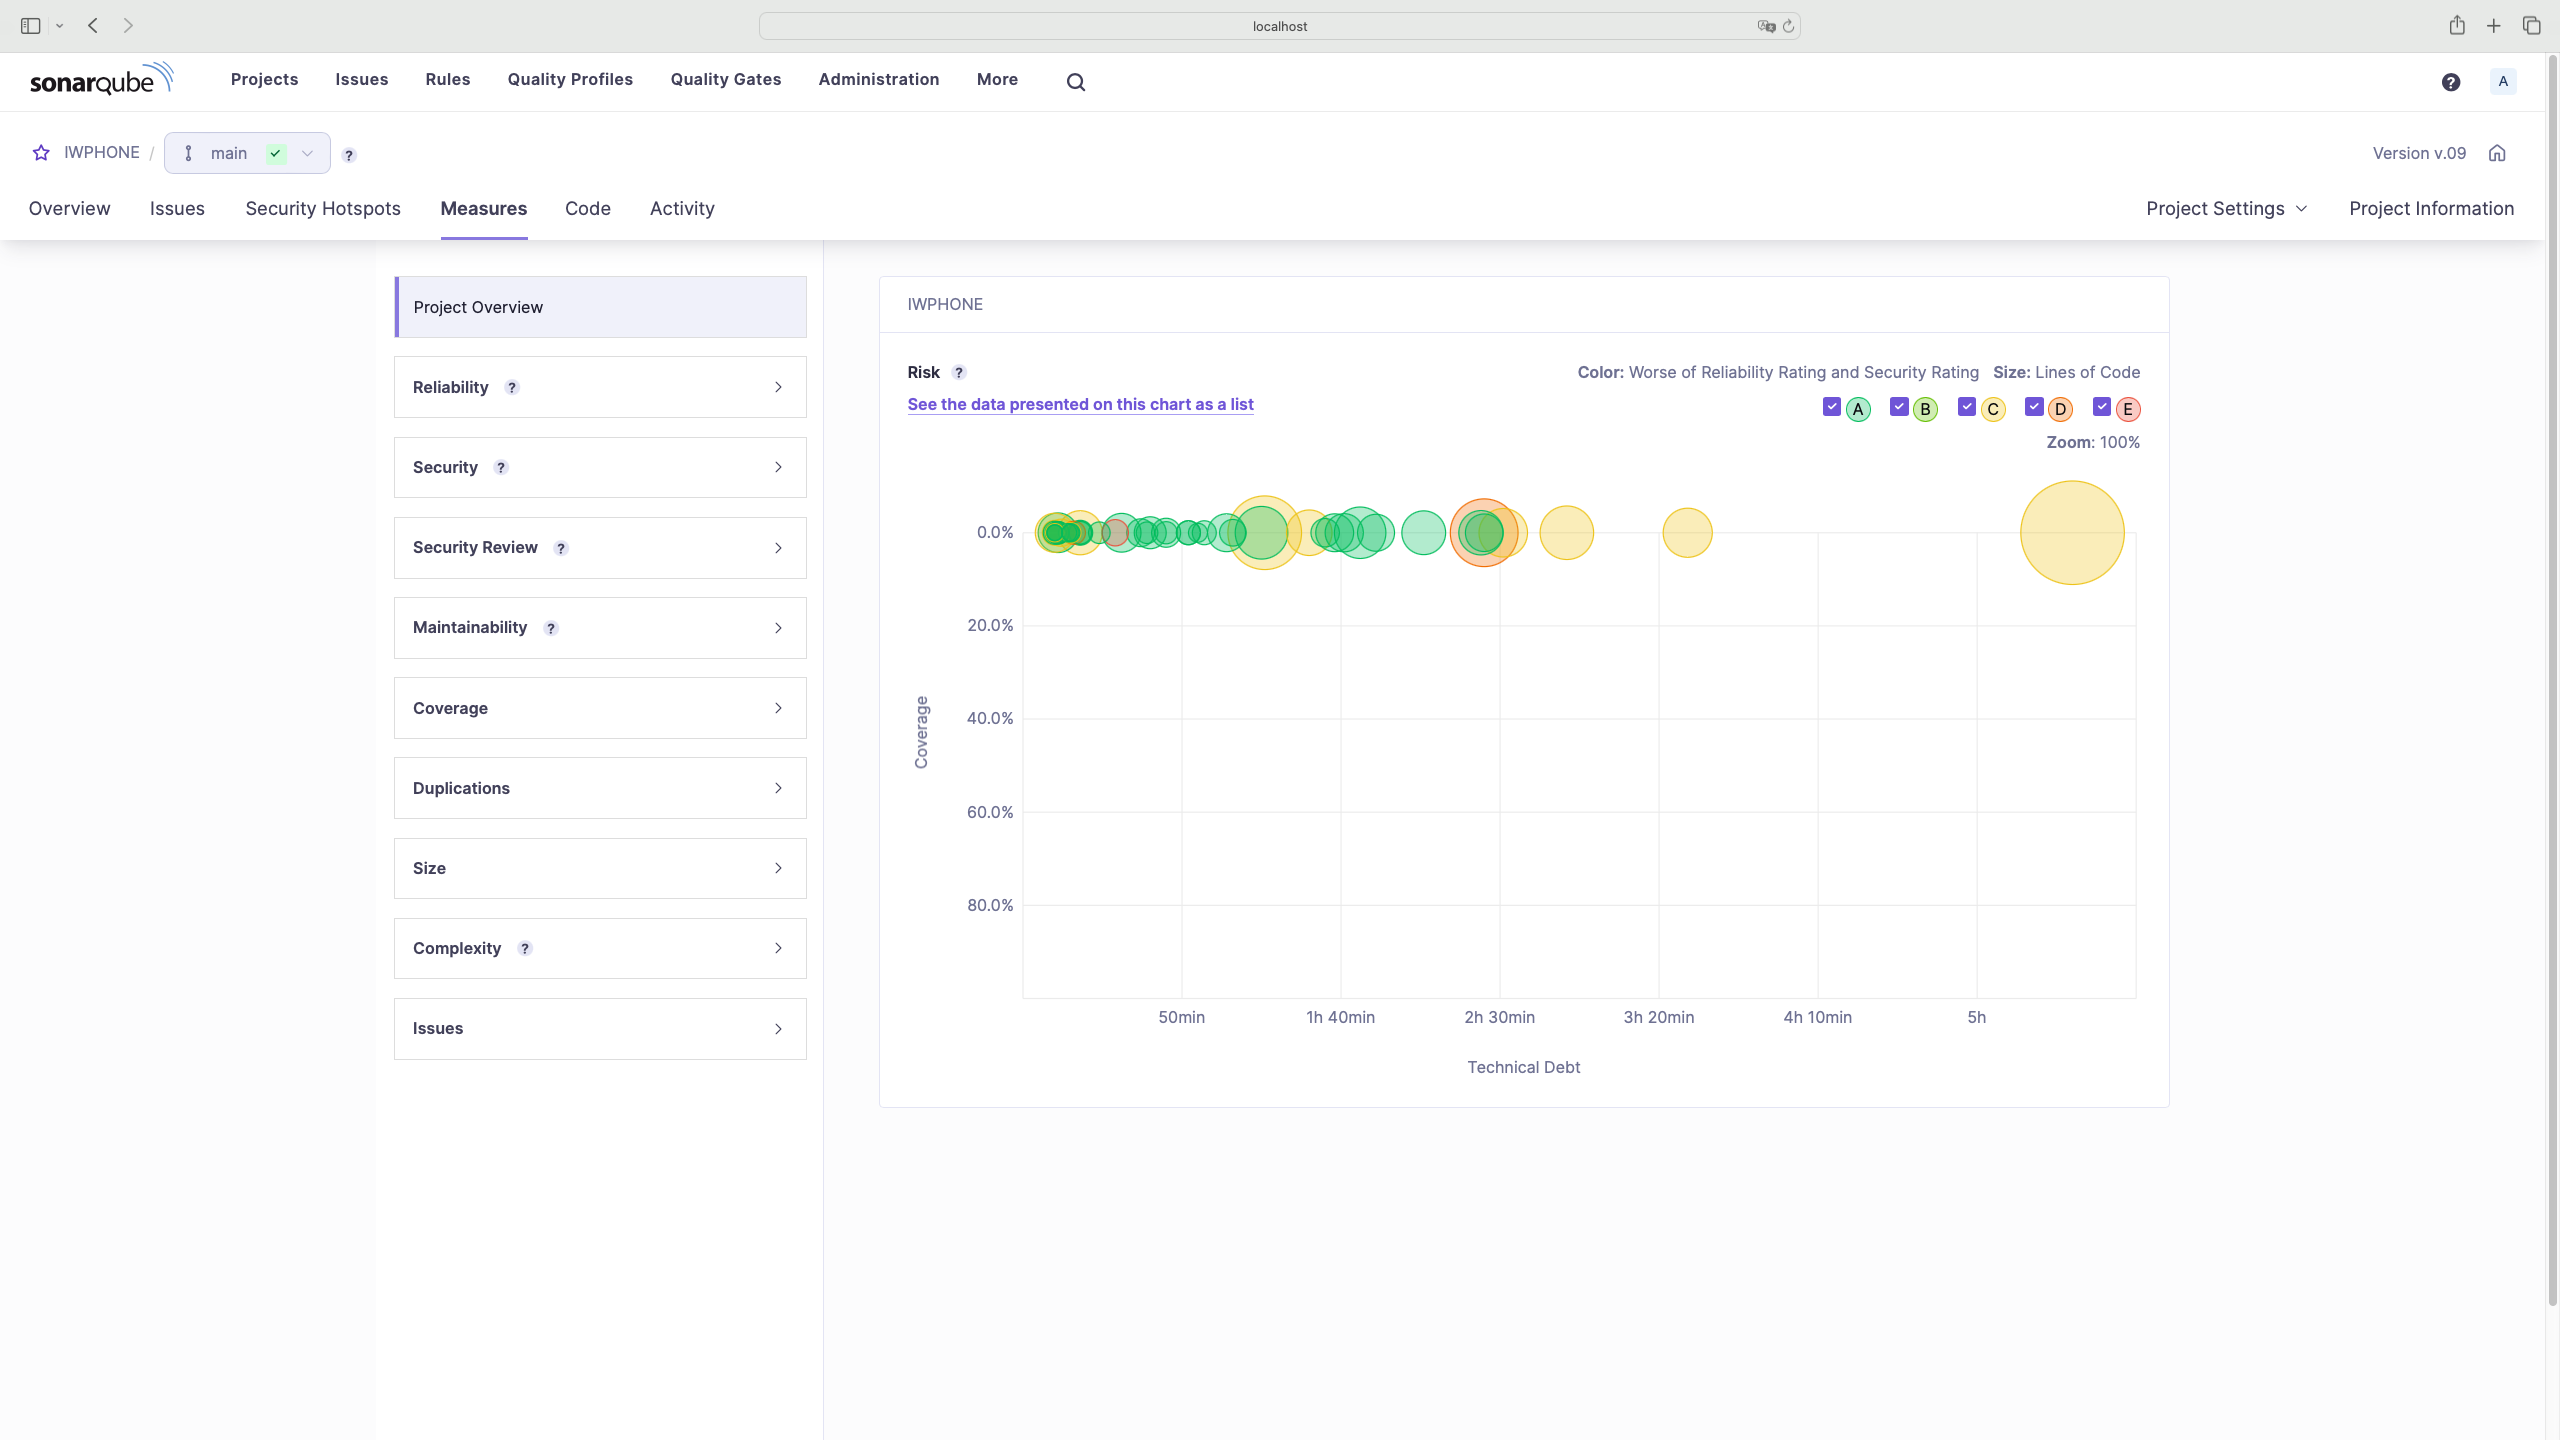 localhost
sonarqube
Projects Issues Rules Quality Profiles Quality Gates Administration More
? A
IWPHONE / main ?
Version v.09
Overview Issues Security Hotspots Measures Code Activity
Project Settings Project Information
Project Overview
Reliability ?
Security ?
Security Review ?
Maintainability ?
Coverage
Duplications
Size
Complexity ?
Issues
IWPHONE
Risk ?
Color: Worse of Reliability Rating and Security Rating Size: Lines of Code
See the data presented on this chart as a list
A B C D E
Zoom: 100%
0.0%
20.0%
40.0%
60.0%
80.0%
Coverage
50min 1h 40min 2h 30min 3h 20min 4h 10min 5h
Technical Debt